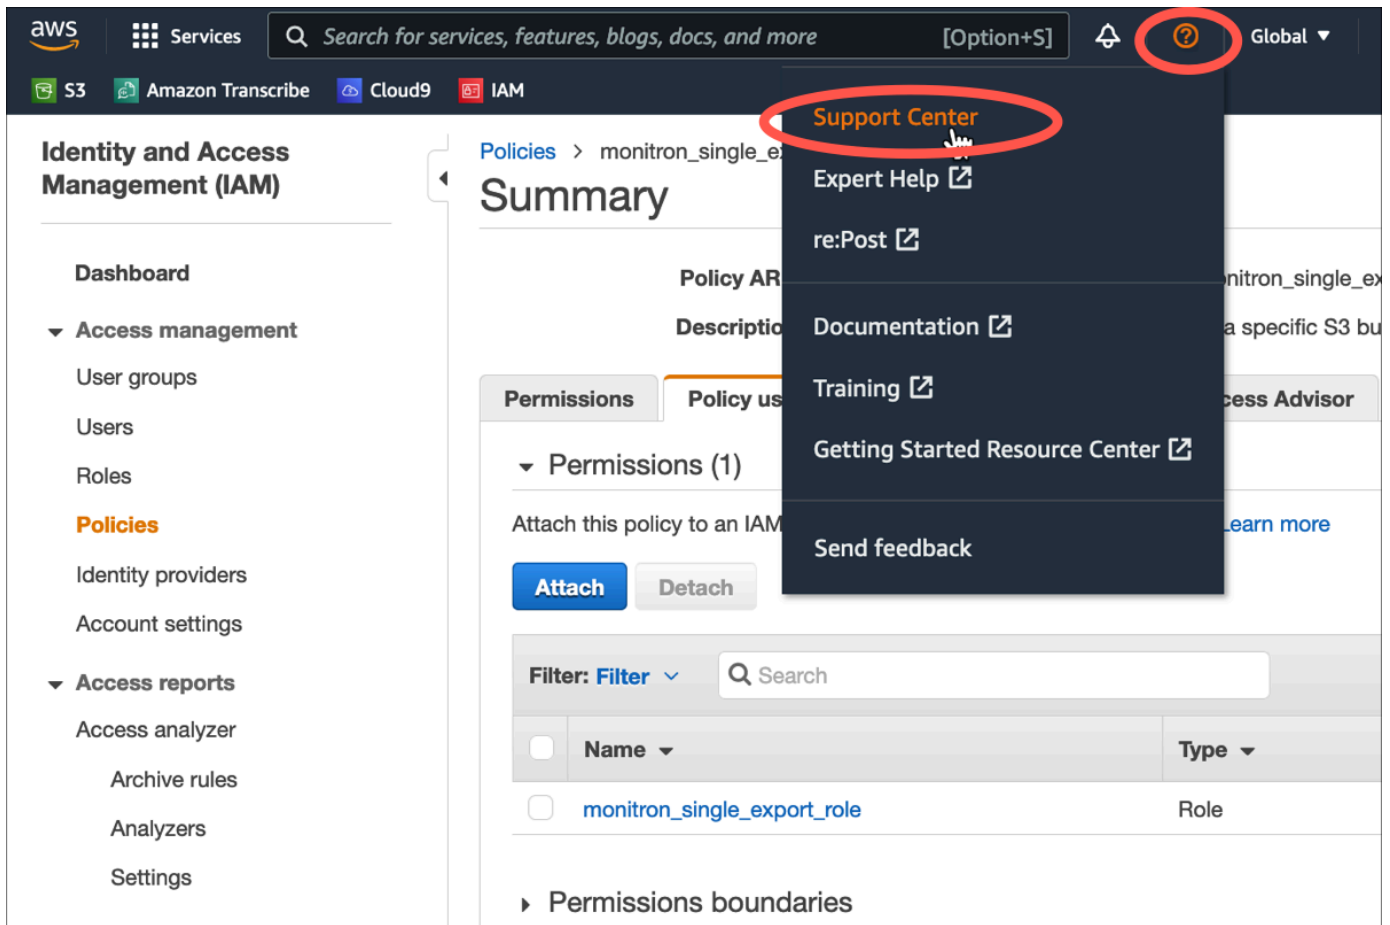 aws
Services
Search for services, features, blogs, docs, and more
[Option+S]
Global
S3
Amazon Transcribe
Cloud9
IAM
Identity and Access
Management (IAM)
Dashboard
Access management
User groups
Users
Roles
Policies
Identity providers
Account settings
Access reports
Access analyzer
Archive rules
Analyzers
Settings
Policies > monitron_single_e
Summary
Policy AR
nitron_single_ex
Descriptio
a specific S3 bu
Permissions
Policy us
cess Advisor
Permissions (1)
Attach this policy to an IAM
Learn more
Attach
Detach
Filter: Filter
Search
Name
Type
monitron_single_export_role
Role
Permissions boundaries
Support Center
Expert Help
re:Post
Documentation
Training
Getting Started Resource Center
Send feedback